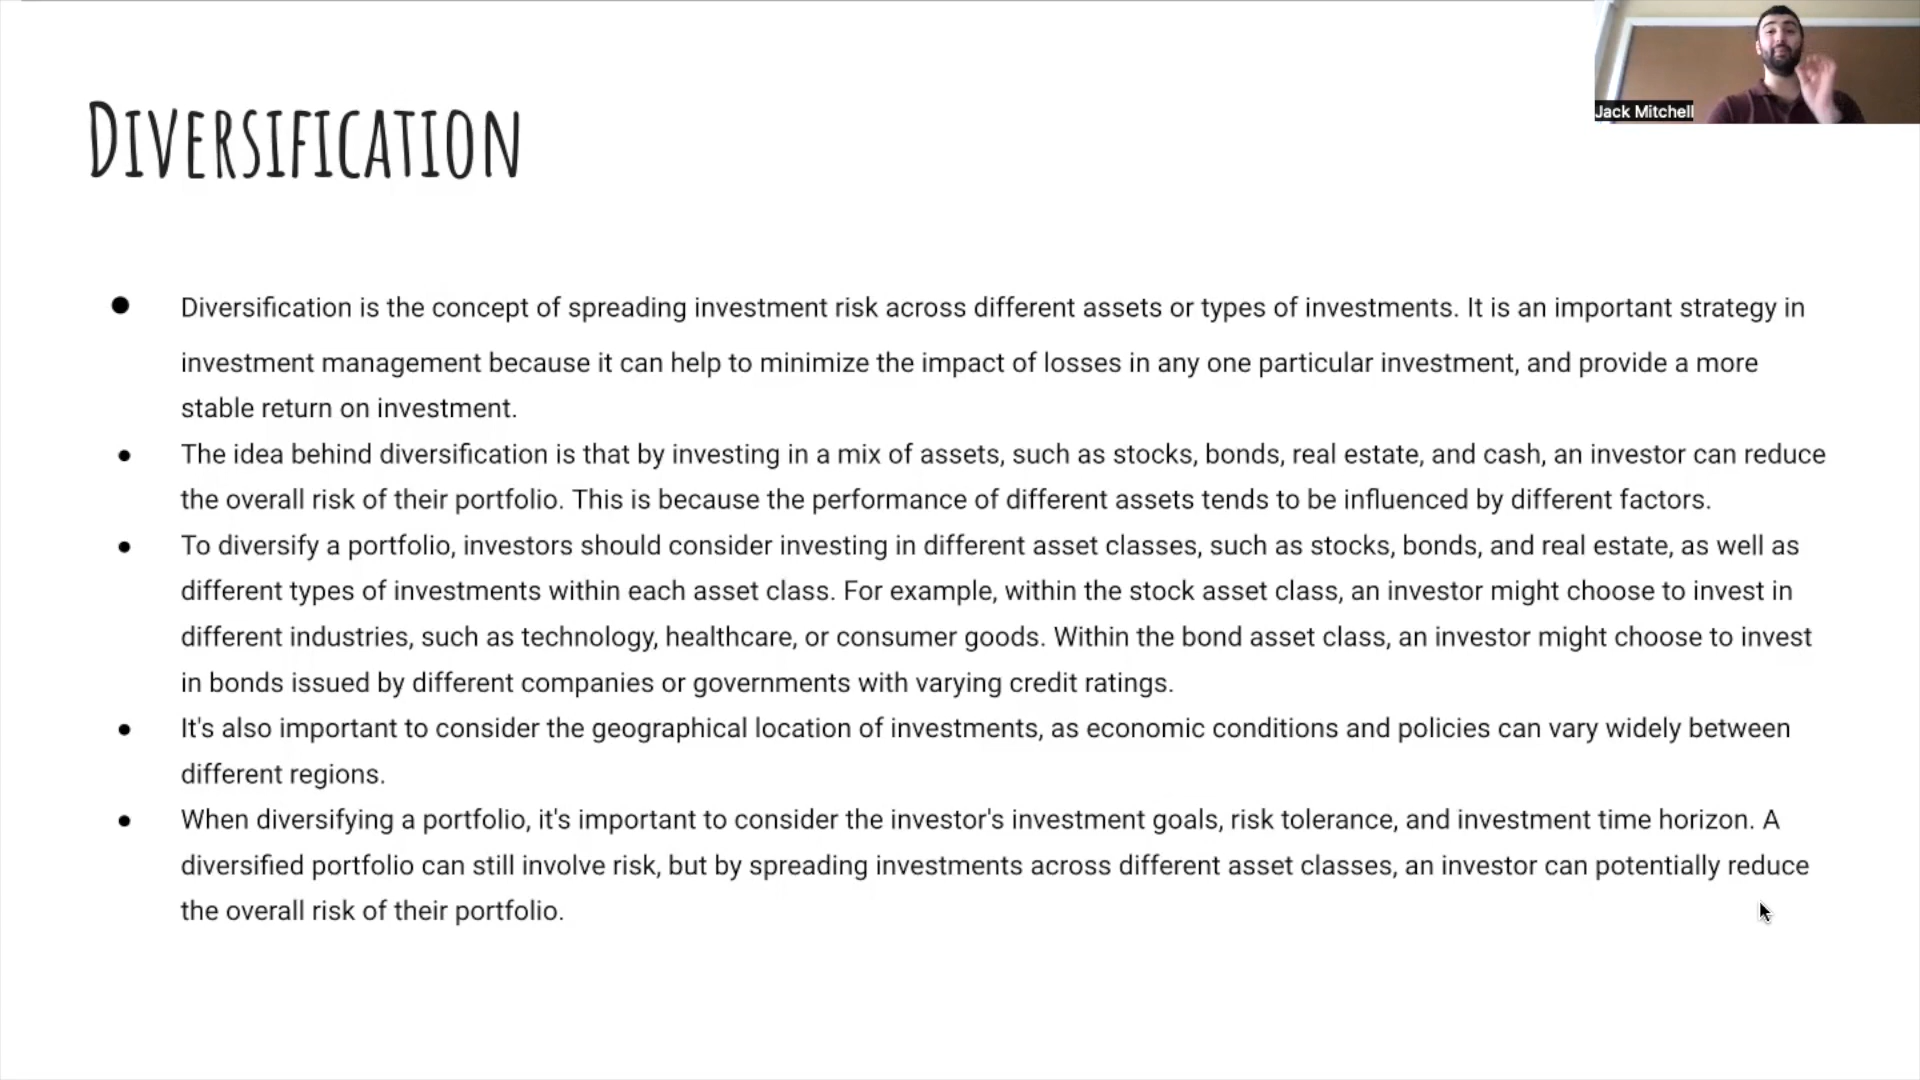 Jack Mitchell
DIVERSIFICATION
● Diversification is the concept of spreading investment risk across different assets or types of investments. It is an important strategy in
investment management because it can help to minimize the impact of losses in any one particular investment, and provide a more
stable return on investment.
● The idea behind diversification is that by investing in a mix of assets, such as stocks, bonds, real estate, and cash, an investor can reduce
the overall risk of their portfolio. This is because the performance of different assets tends to be influenced by different factors.
● To diversify a portfolio, investors should consider investing in different asset classes, such as stocks, bonds, and real estate, as well as
different types of investments within each asset class. For example, within the stock asset class, an investor might choose to invest in
different industries, such as technology, healthcare, or consumer goods. Within the bond asset class, an investor might choose to invest
in bonds issued by different companies or governments with varying credit ratings.
● It's also important to consider the geographical location of investments, as economic conditions and policies can vary widely between
different regions.
● When diversifying a portfolio, it's important to consider the investor's investment goals, risk tolerance, and investment time horizon. A
diversified portfolio can still involve risk, but by spreading investments across different asset classes, an investor can potentially reduce
the overall risk of their portfolio.